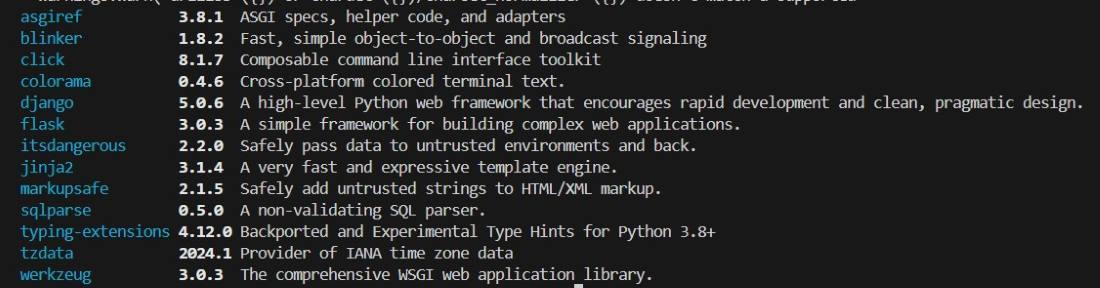 asgiref 3.8.1 ASGI specs, helper code, and adapters
blinker 1.8.2 Fast, simple object-to-object and broadcast signaling
click 8.1.7 Composable command line interface toolkit
colorama 0.4.6 Cross-platform colored terminal text.
django 5.0.6 A high-level Python web framework that encourages rapid development and clean, pragmatic design.
flask 3.0.3 A simple framework for building complex web applications.
itsdangerous 2.2.0 Safely pass data to untrusted environments and back.
jinja2 3.1.4 A very fast and expressive template engine.
markupsafe 2.1.5 Safely add untrusted strings to HTML/XML markup.
sqlparse 0.5.0 A non-validating SQL parser.
typing-extensions 4.12.0 Backported and Experimental Type Hints for Python 3.8+
tzdata 2024.1 Provider of IANA time zone data
werkzeug 3.0.3 The comprehensive WSGI web application library.